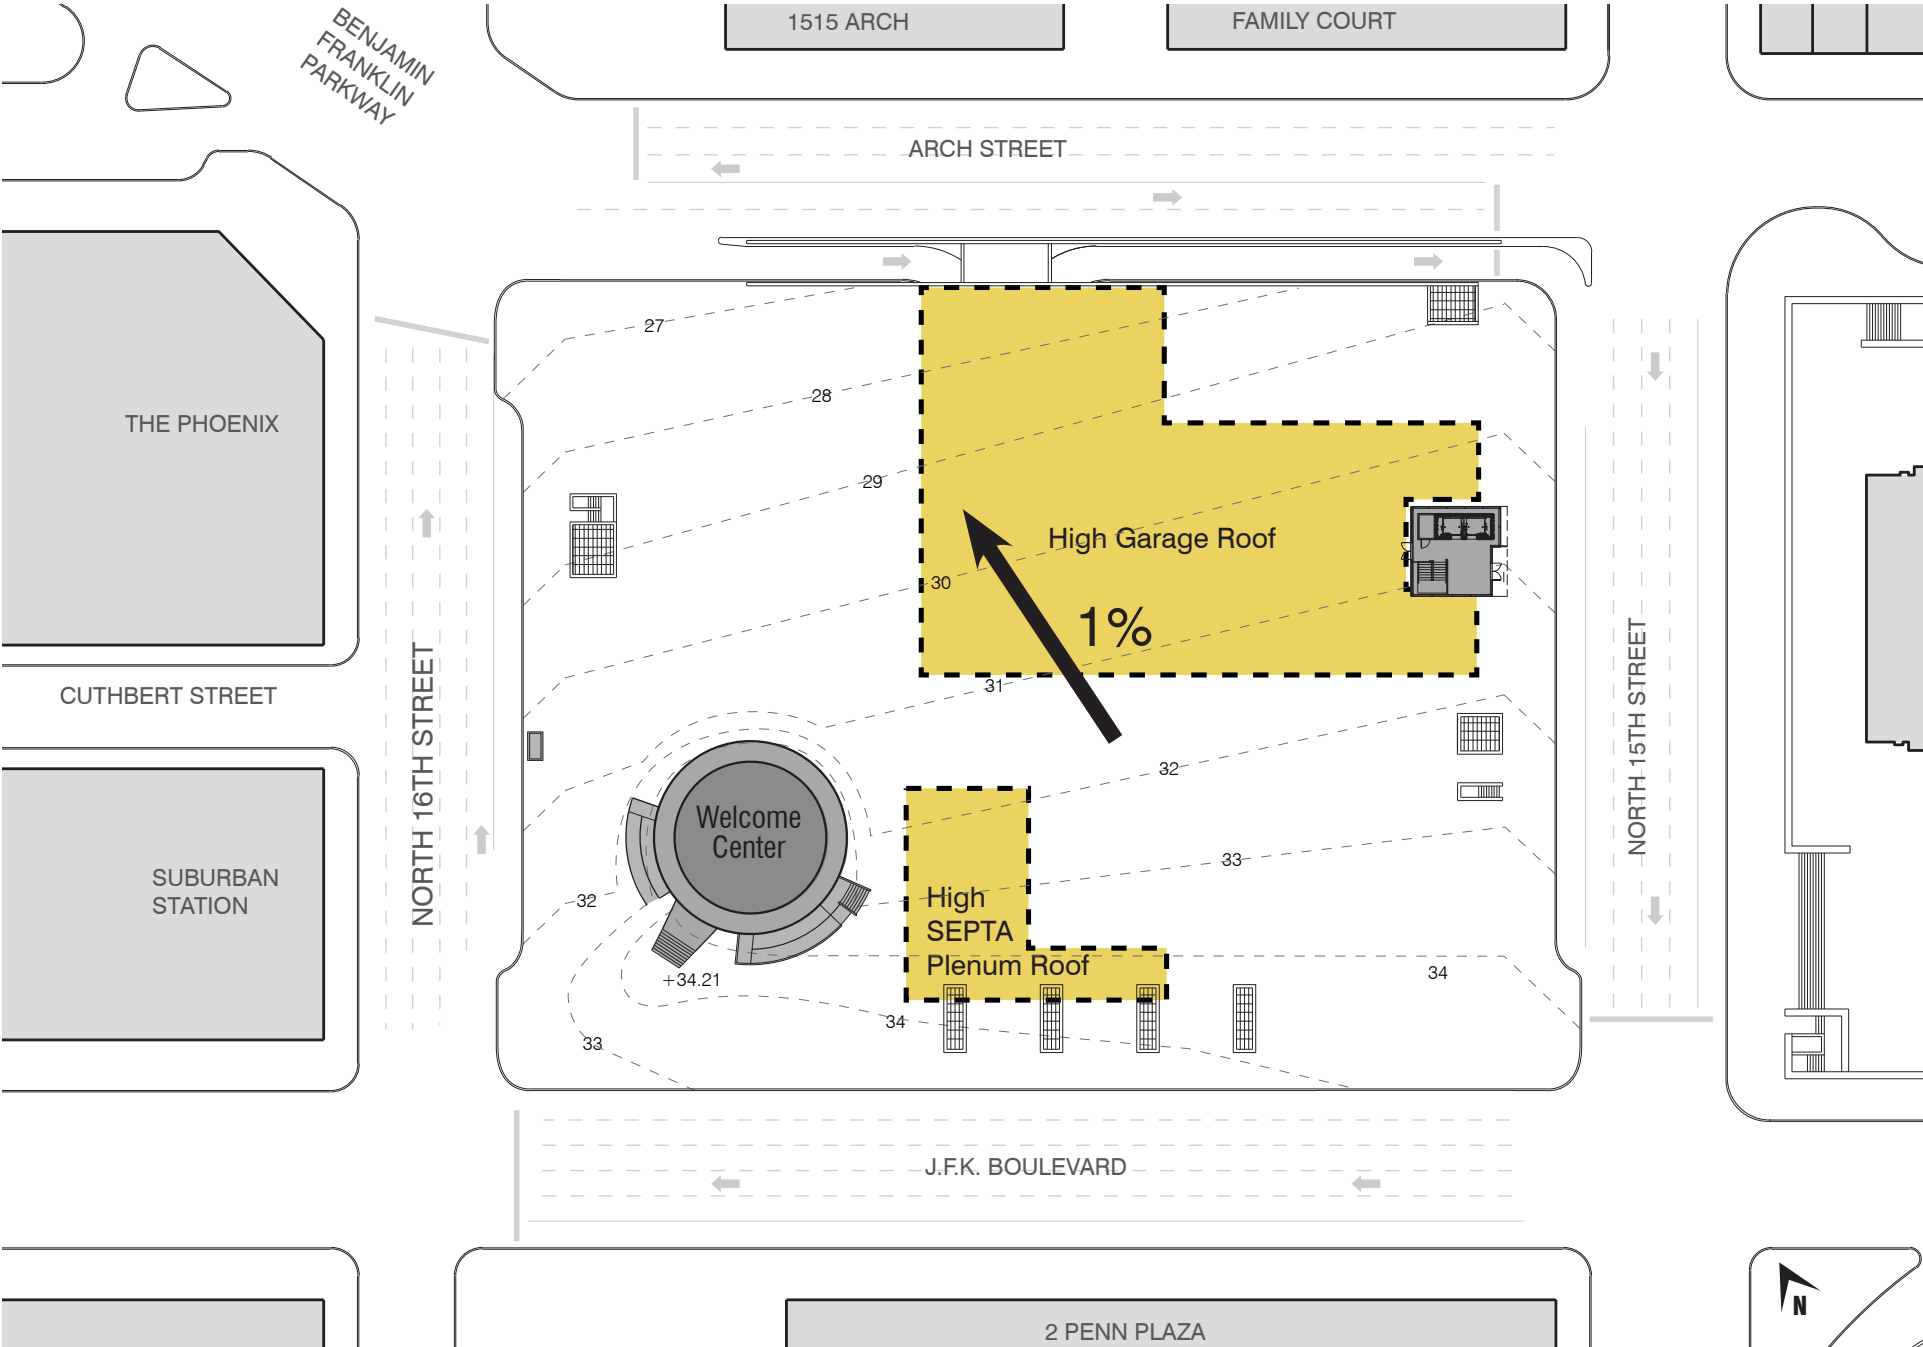 1515 ARCH
FAMILY COURT
BENJAMIN
FRANKLIN
PARKWAY
ARCH STREET
27
28
THE PHOENIX
29
High Garage Roof
30
1%
31
CUTHBERT STREET
NORTH 16TH STREET
NORTH 15TH STREET
32
Welcome
Center
33
SUBURBAN
STATION
32
High
SEPTA
Plenum Roof
+34.21
34
34
33
J.F.K. BOULEVARD
N
2 PENN PLAZA